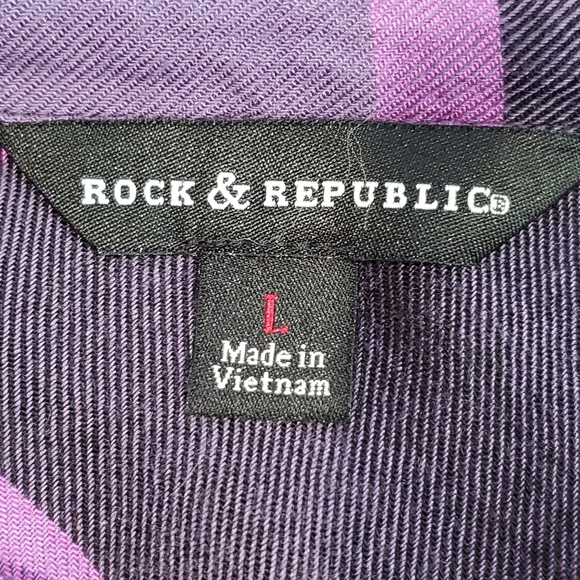 ROCK & REPUBLIC®
L
Made in
Vietnam